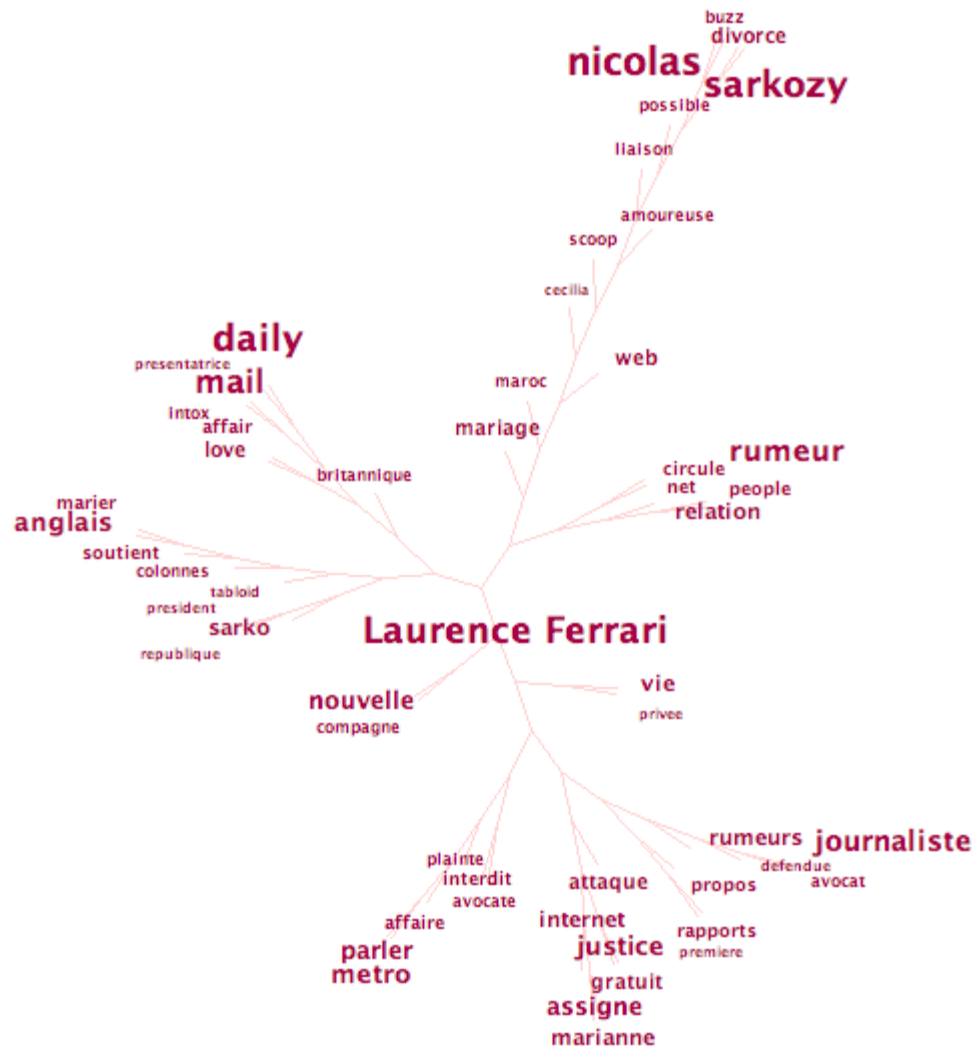 buzz
divorce
nicolas
sarkozy
possible
liaison
amoureuse
scoop
cecilia
daily
presentatrice
web
mail
maroc
intox
affair
mariage
love
rumeur
circule
britannique
net
people
marier
relation
anglais
soutient
colonnes
tabloid
president
sarko
Laurence Ferrari
republique
vie
nouvelle
privee
compagne
rumeurs
journaliste
plainte
defendue
interdit
attaque
propos
avocat
avocate
affaire
internet
rapports
parler
justice
premiere
metro
gratuit
assigne
marianne